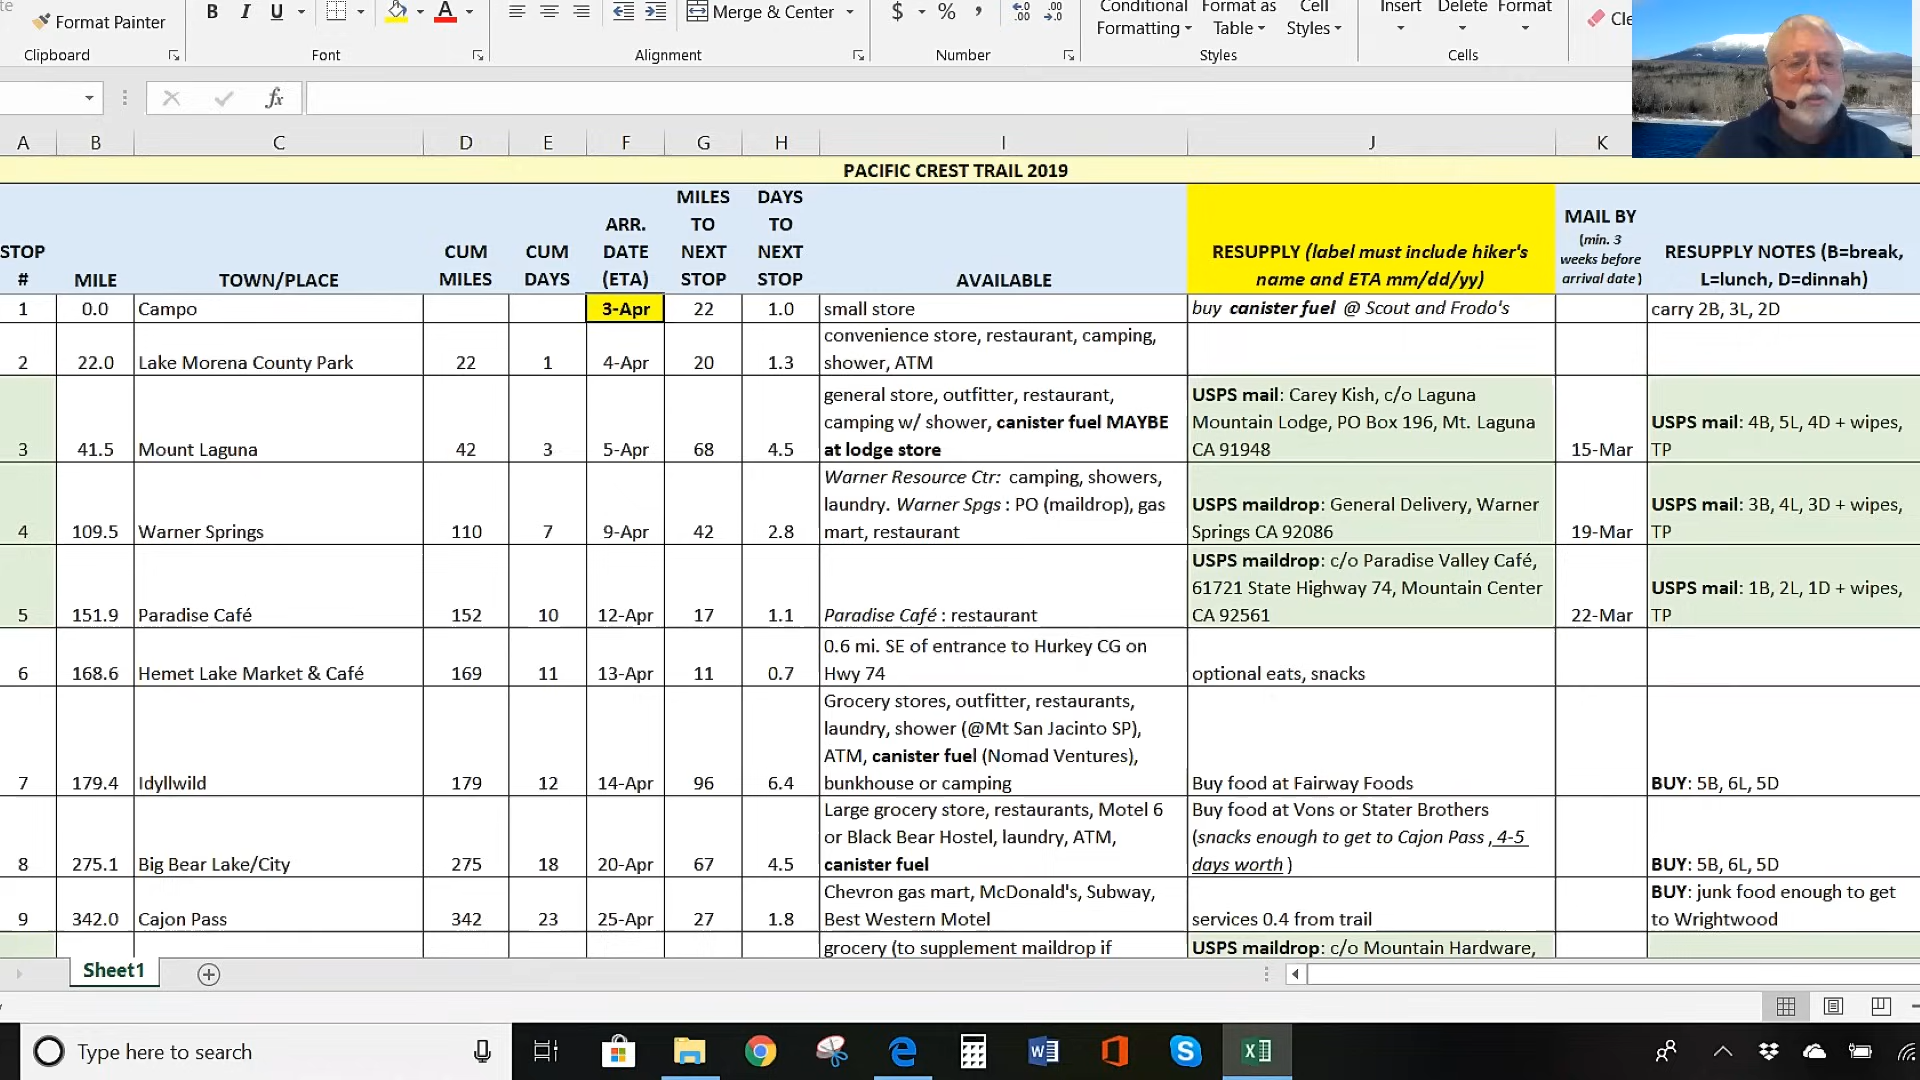 te
Format Painter
B I U
A
Merge & Center
$ % ,
Conditional Formatting
Format as Table
Cell Styles
Insert
Delete
Format
Cle
Clipboard
Font
Alignment
Number
Styles
Cells
fx
A B C D E F G H I J K
PACIFIC CREST TRAIL 2019
STOP #
MILE
TOWN/PLACE
CUM MILES
CUM DAYS
ARR. DATE (ETA)
MILES TO NEXT STOP
DAYS TO NEXT STOP
AVAILABLE
RESUPPLY (label must include hiker's
name and ETA mm/dd/yy)
MAIL BY
(min. 3
weeks before
arrival date)
RESUPPLY NOTES (B=break,
L=lunch, D=dinnah)
1 0.0 Campo 3-Apr 22 1.0 small store
buy canister fuel @ Scout and Frodo's
carry 2B, 3L, 2D
2 22.0 Lake Morena County Park 22 1 4-Apr 20 1.3
convenience store, restaurant, camping,
shower, ATM
3 41.5 Mount Laguna 42 3 5-Apr 68 4.5
general store, outfitter, restaurant,
camping w/ shower, canister fuel MAYBE
at lodge store
USPS mail: Carey Kish, c/o Laguna
Mountain Lodge, PO Box 196, Mt. Laguna
CA 91948
15-Mar
USPS mail: 4B, 5L, 4D + wipes,
TP
4 109.5 Warner Springs 110 7 9-Apr 42 2.8
Warner Resource Ctr: camping, showers,
laundry. Warner Spgs : PO (maildrop), gas
mart, restaurant
USPS maildrop: General Delivery, Warner
Springs CA 92086
19-Mar
USPS mail: 3B, 4L, 3D + wipes,
TP
5 151.9 Paradise Café 152 10 12-Apr 17 1.1
Paradise Café : restaurant
USPS maildrop: c/o Paradise Valley Café,
61721 State Highway 74, Mountain Center
CA 92561
22-Mar
USPS mail: 1B, 2L, 1D + wipes,
TP
6 168.6 Hemet Lake Market & Café 169 11 13-Apr 11 0.7
0.6 mi. SE of entrance to Hurkey CG on
Hwy 74
optional eats, snacks
7 179.4 Idyllwild 179 12 14-Apr 96 6.4
Grocery stores, outfitter, restaurants,
laundry, shower (@Mt San Jacinto SP),
ATM, canister fuel (Nomad Ventures),
bunkhouse or camping
Buy food at Fairway Foods
BUY: 5B, 6L, 5D
8 275.1 Big Bear Lake/City 275 18 20-Apr 67 4.5
Large grocery store, restaurants, Motel 6
or Black Bear Hostel, laundry, ATM,
canister fuel
Buy food at Vons or Stater Brothers
(snacks enough to get to Cajon Pass , 4-5
days worth )
BUY: 5B, 6L, 5D
9 342.0 Cajon Pass 342 23 25-Apr 27 1.8
Chevron gas mart, McDonald's, Subway,
Best Western Motel
services 0.4 from trail
BUY: junk food enough to get
to Wrightwood
grocery (to supplement maildrop if
USPS maildrop: c/o Mountain Hardware,
Sheet1
Type here to search